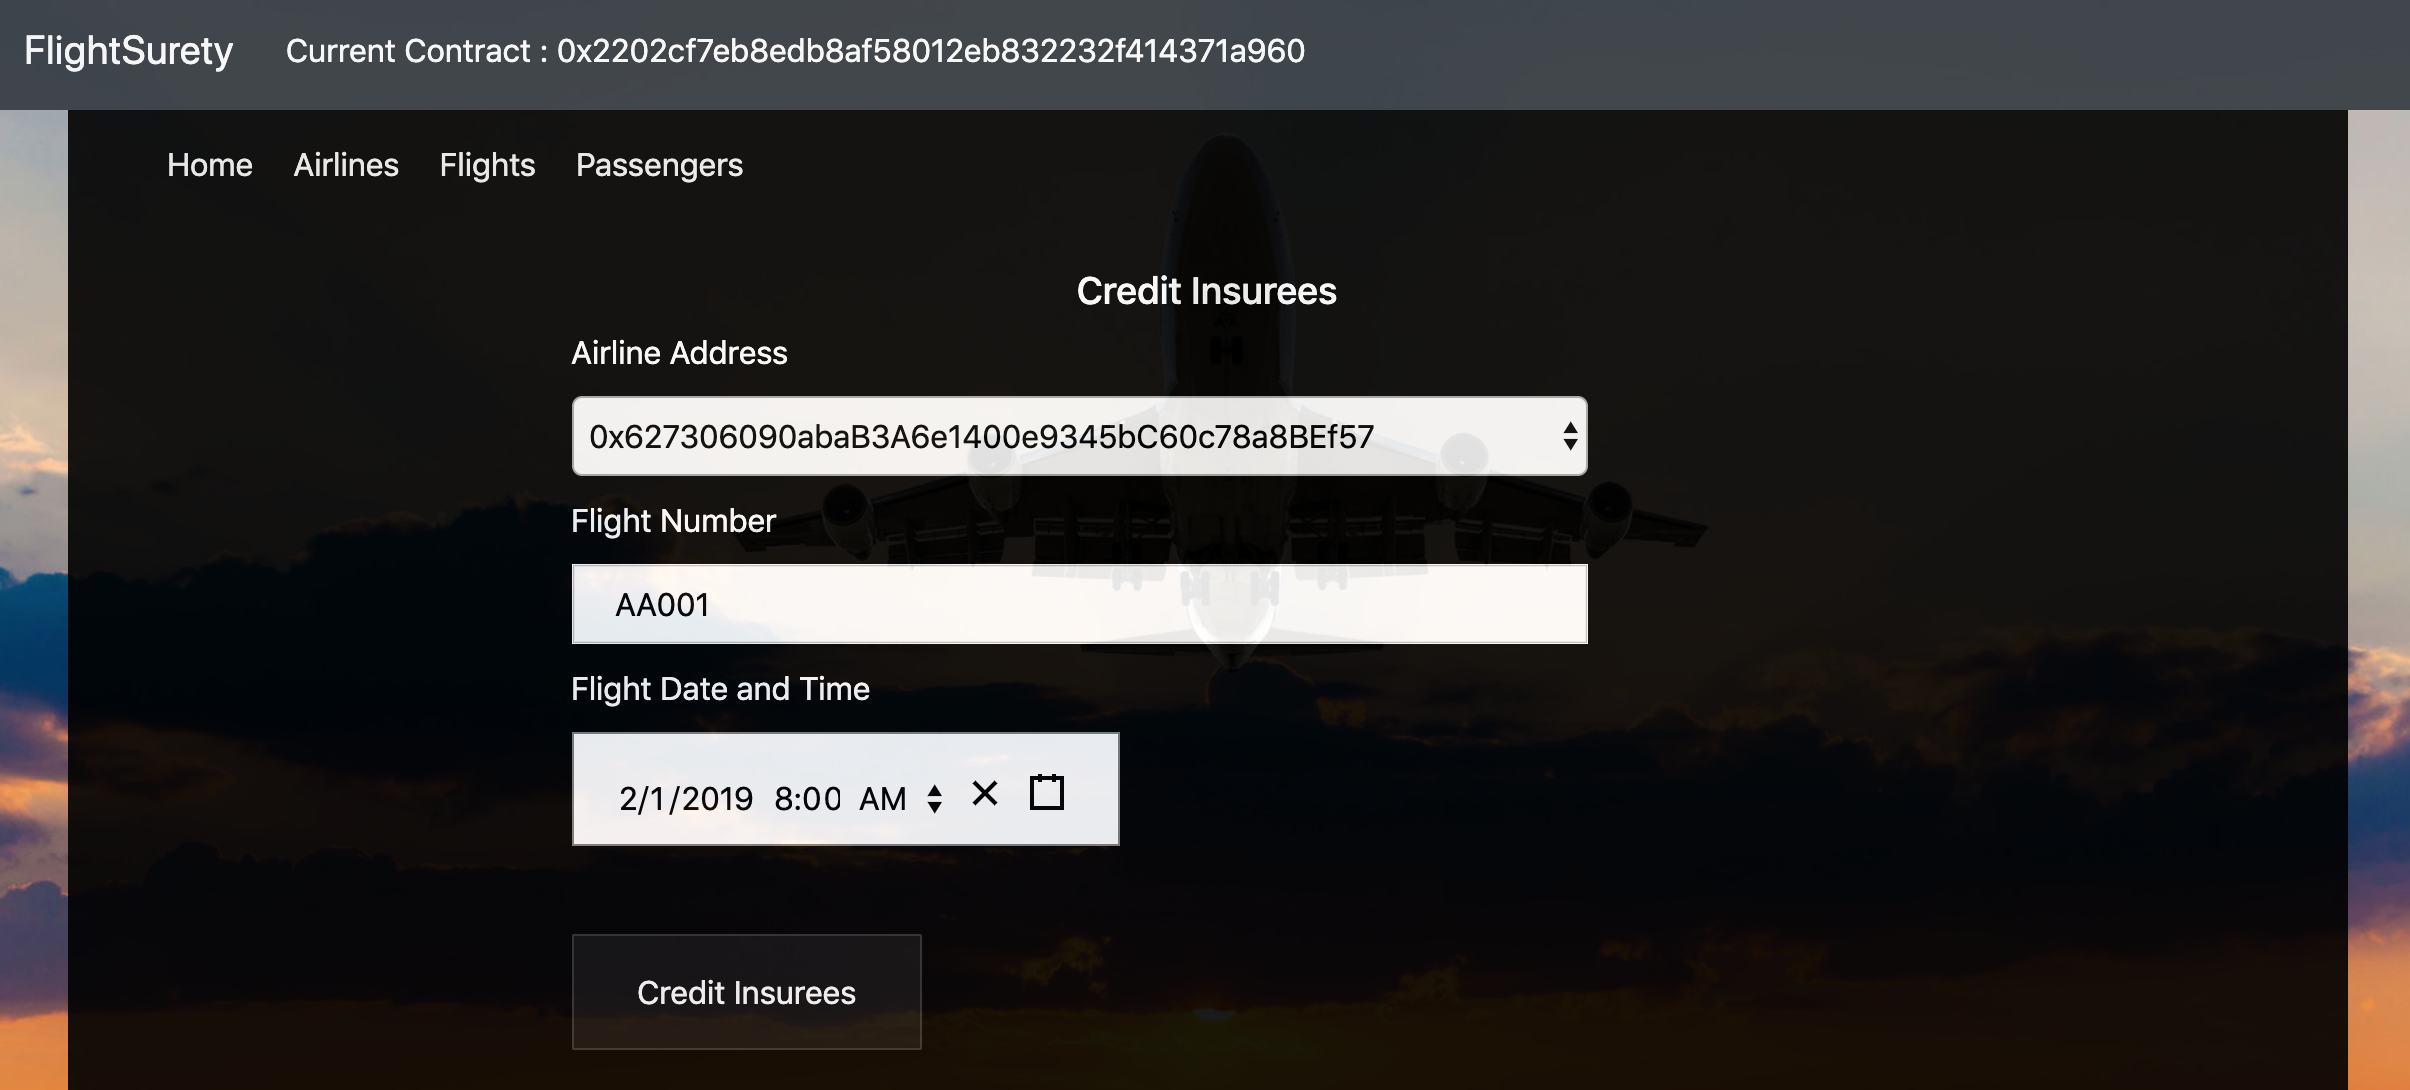 FlightSurety Current Contract : 0x2202cf7eb8edb8af58012eb832232f414371a960
Home Airlines Flights Passengers
Credit Insurees
Airline Address
0x627306090abaB3A6e1400e9345bC60c78a8BEf57
Flight Number
AA001
Flight Date and Time
2/1/2019 8:00 AM
Credit Insurees